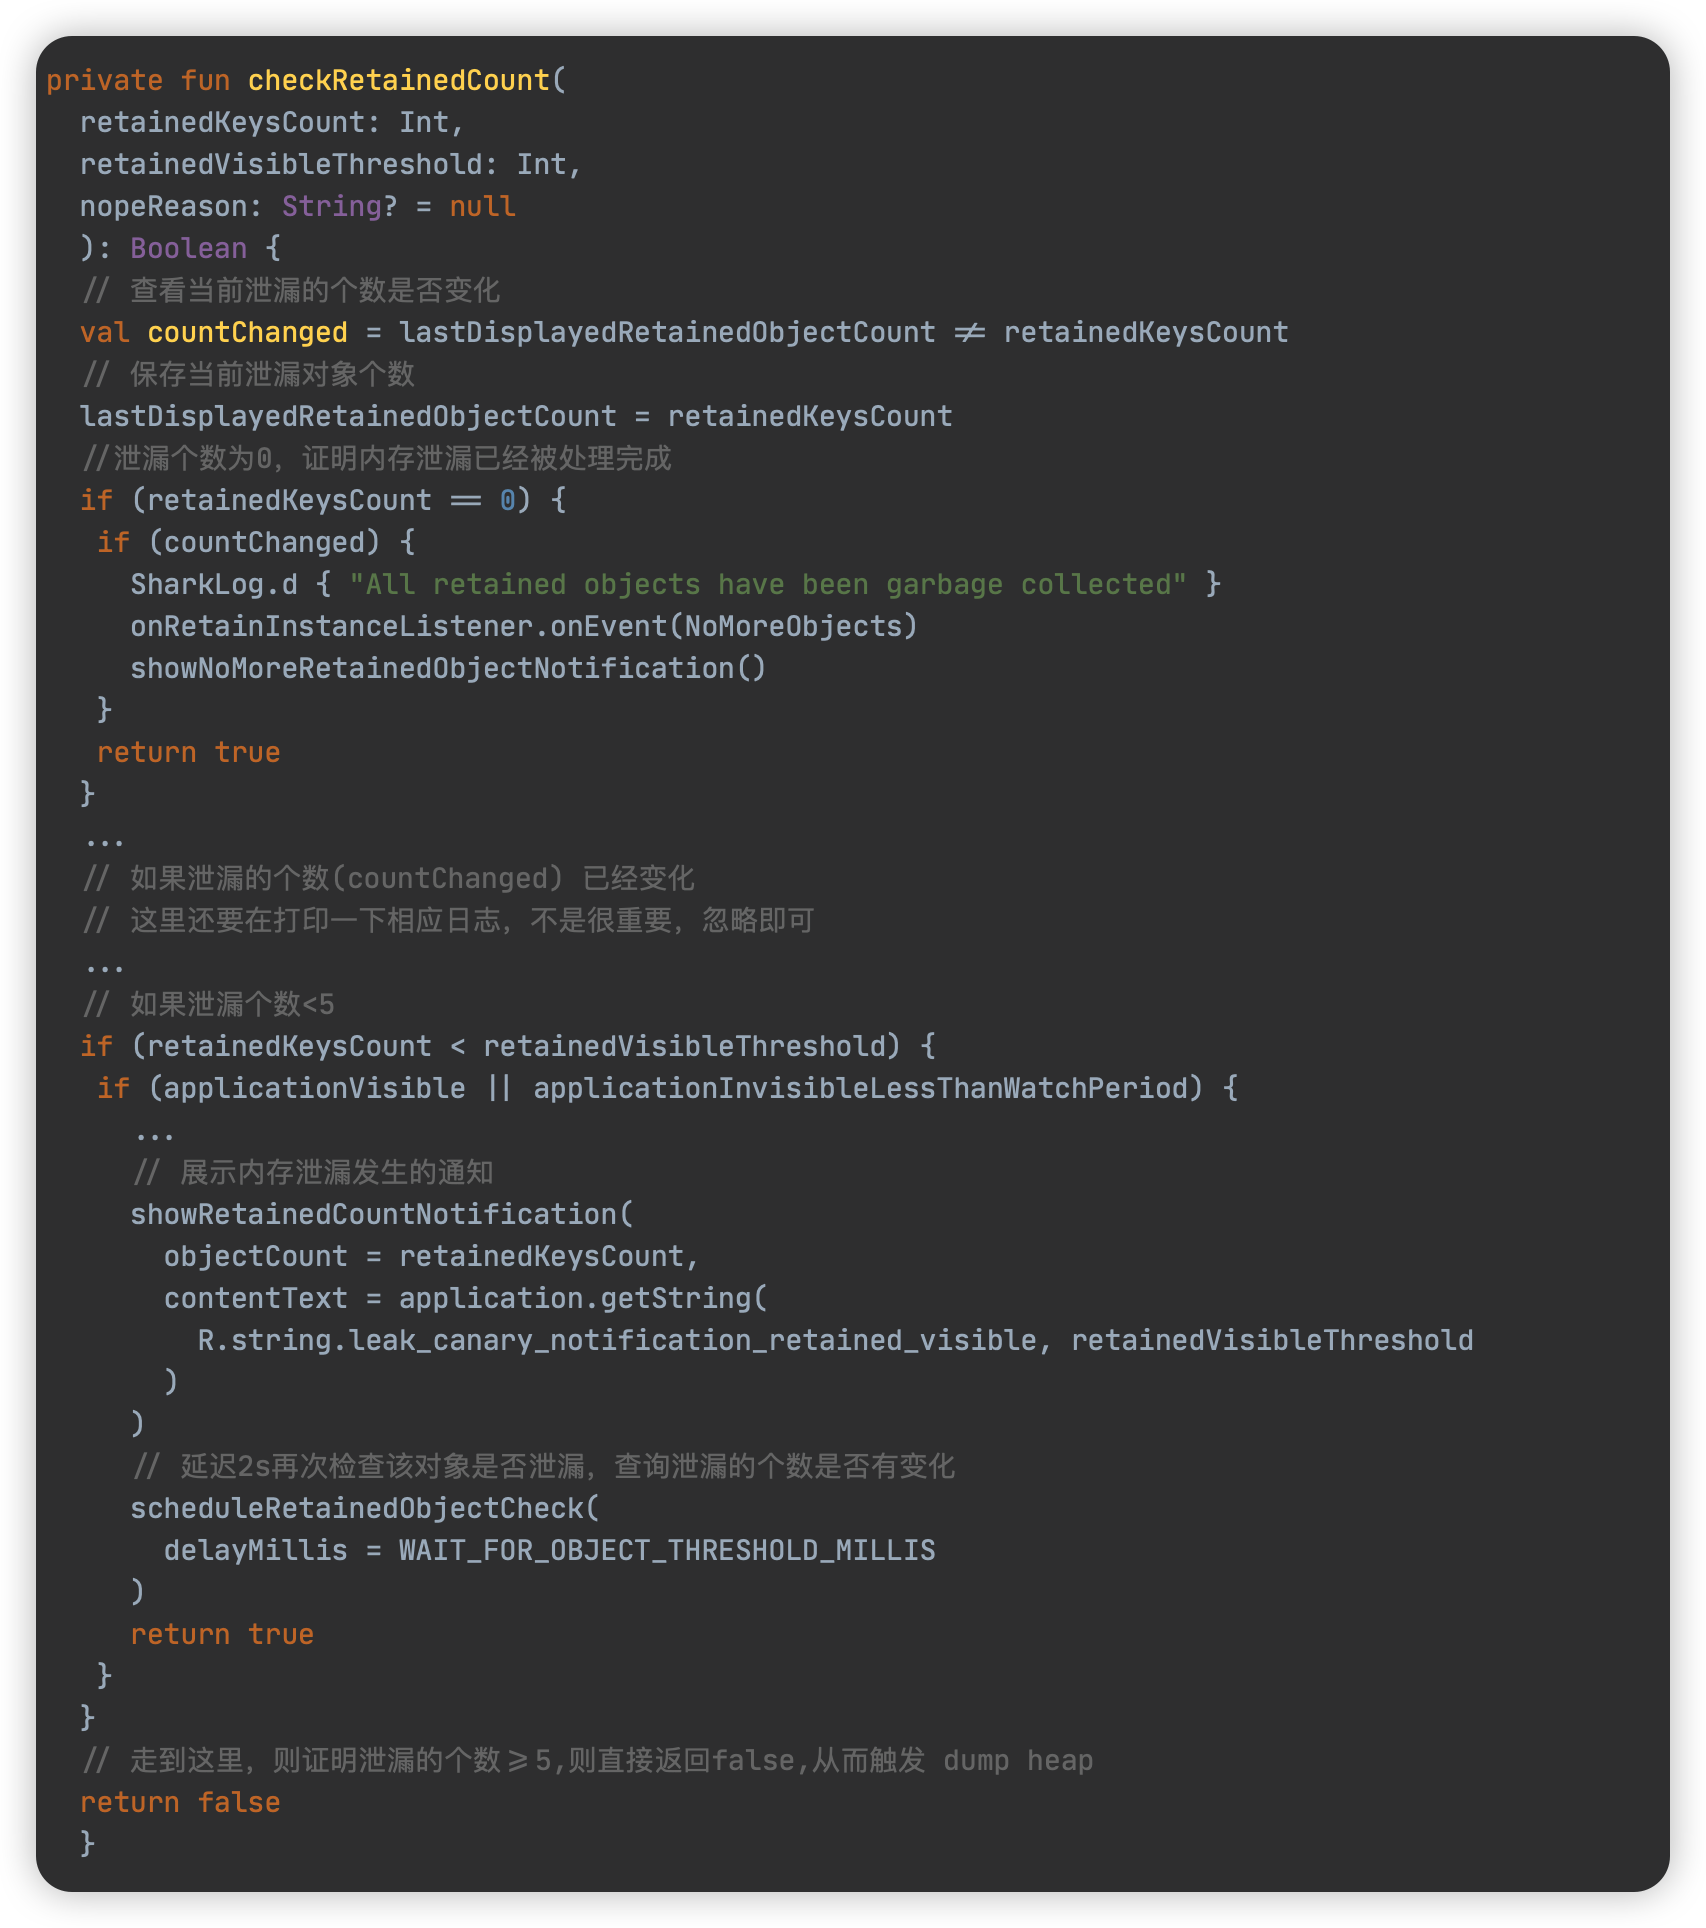 private fun checkRetainedCount(
  retainedKeysCount: Int,
  retainedVisibleThreshold: Int,
  nopeReason: String? = null
  ): Boolean {
  // 查看当前泄漏的个数是否变化
  val countChanged = lastDisplayedRetainedObjectCount != retainedKeysCount
  // 保存当前泄漏对象个数
  lastDisplayedRetainedObjectCount = retainedKeysCount
  //泄漏个数为0，证明内存泄漏已经被处理完成
  if (retainedKeysCount == 0) {
   if (countChanged) {
     SharkLog.d { "All retained objects have been garbage collected" }
     onRetainInstanceListener.onEvent(NoMoreObjects)
     showNoMoreRetainedObjectNotification()
   }
   return true
  }
  ...
  // 如果泄漏的个数(countChanged) 已经变化
  // 这里还要在打印一下相应日志，不是很重要，忽略即可
  ...
  // 如果泄漏个数<5
  if (retainedKeysCount < retainedVisibleThreshold) {
   if (applicationVisible || applicationInvisibleLessThanWatchPeriod) {
     ...
     // 展示内存泄漏发生的通知
     showRetainedCountNotification(
       objectCount = retainedKeysCount,
       contentText = application.getString(
         R.string.leak_canary_notification_retained_visible, retainedVisibleThreshold
       )
     )
     // 延迟2s再次检查该对象是否泄漏，查询泄漏的个数是否有变化
     scheduleRetainedObjectCheck(
       delayMillis = WAIT_FOR_OBJECT_THRESHOLD_MILLIS
     )
     return true
   }
  }
  // 走到这里，则证明泄漏的个数>=5,则直接返回false,从而触发 dump heap
  return false
  }